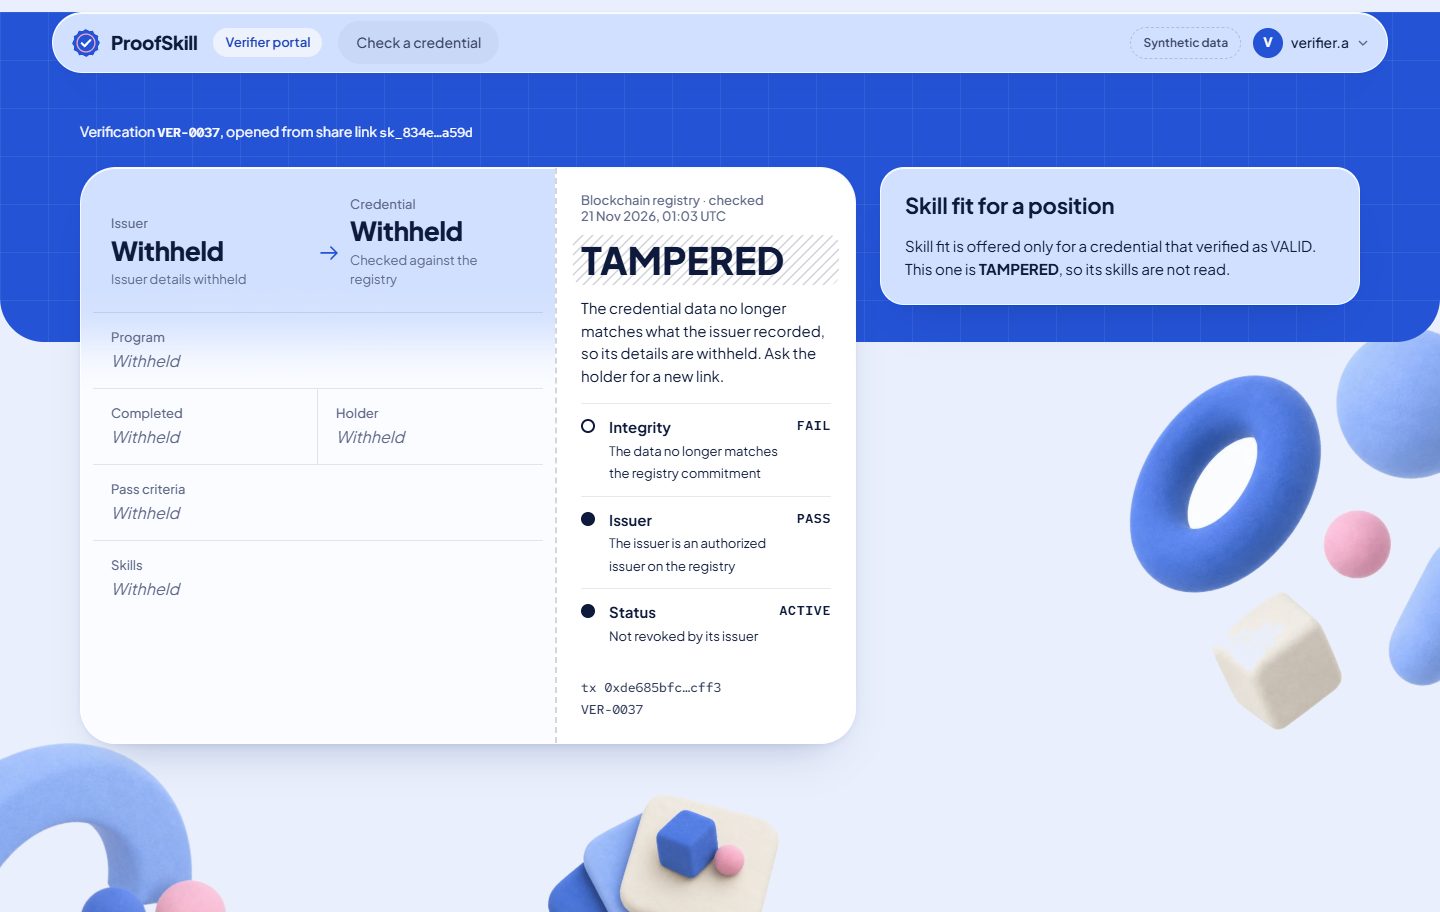 ProofSkill
Verifier portal
Check a credential
Synthetic data
V
verifier.a
Verification VER-0037, opened from share link sk_834e…a59d
Issuer
Withheld
Issuer details withheld
Credential
Withheld
Checked against the
registry
Program
Withheld
Completed
Withheld
Holder
Withheld
Pass criteria
Withheld
Skills
Withheld
Blockchain registry · checked
21 Nov 2026, 01:03 UTC
TAMPERED
The credential data no longer
matches what the issuer recorded,
so its details are withheld. Ask the
holder for a new link.
Integrity
FAIL
The data no longer matches
the registry commitment
Issuer
PASS
The issuer is an authorized
issuer on the registry
Status
ACTIVE
Not revoked by its issuer
tx 0xde685bfc…cff3
VER-0037
Skill fit for a position
Skill fit is offered only for a credential that verified as VALID.
This one is TAMPERED, so its skills are not read.